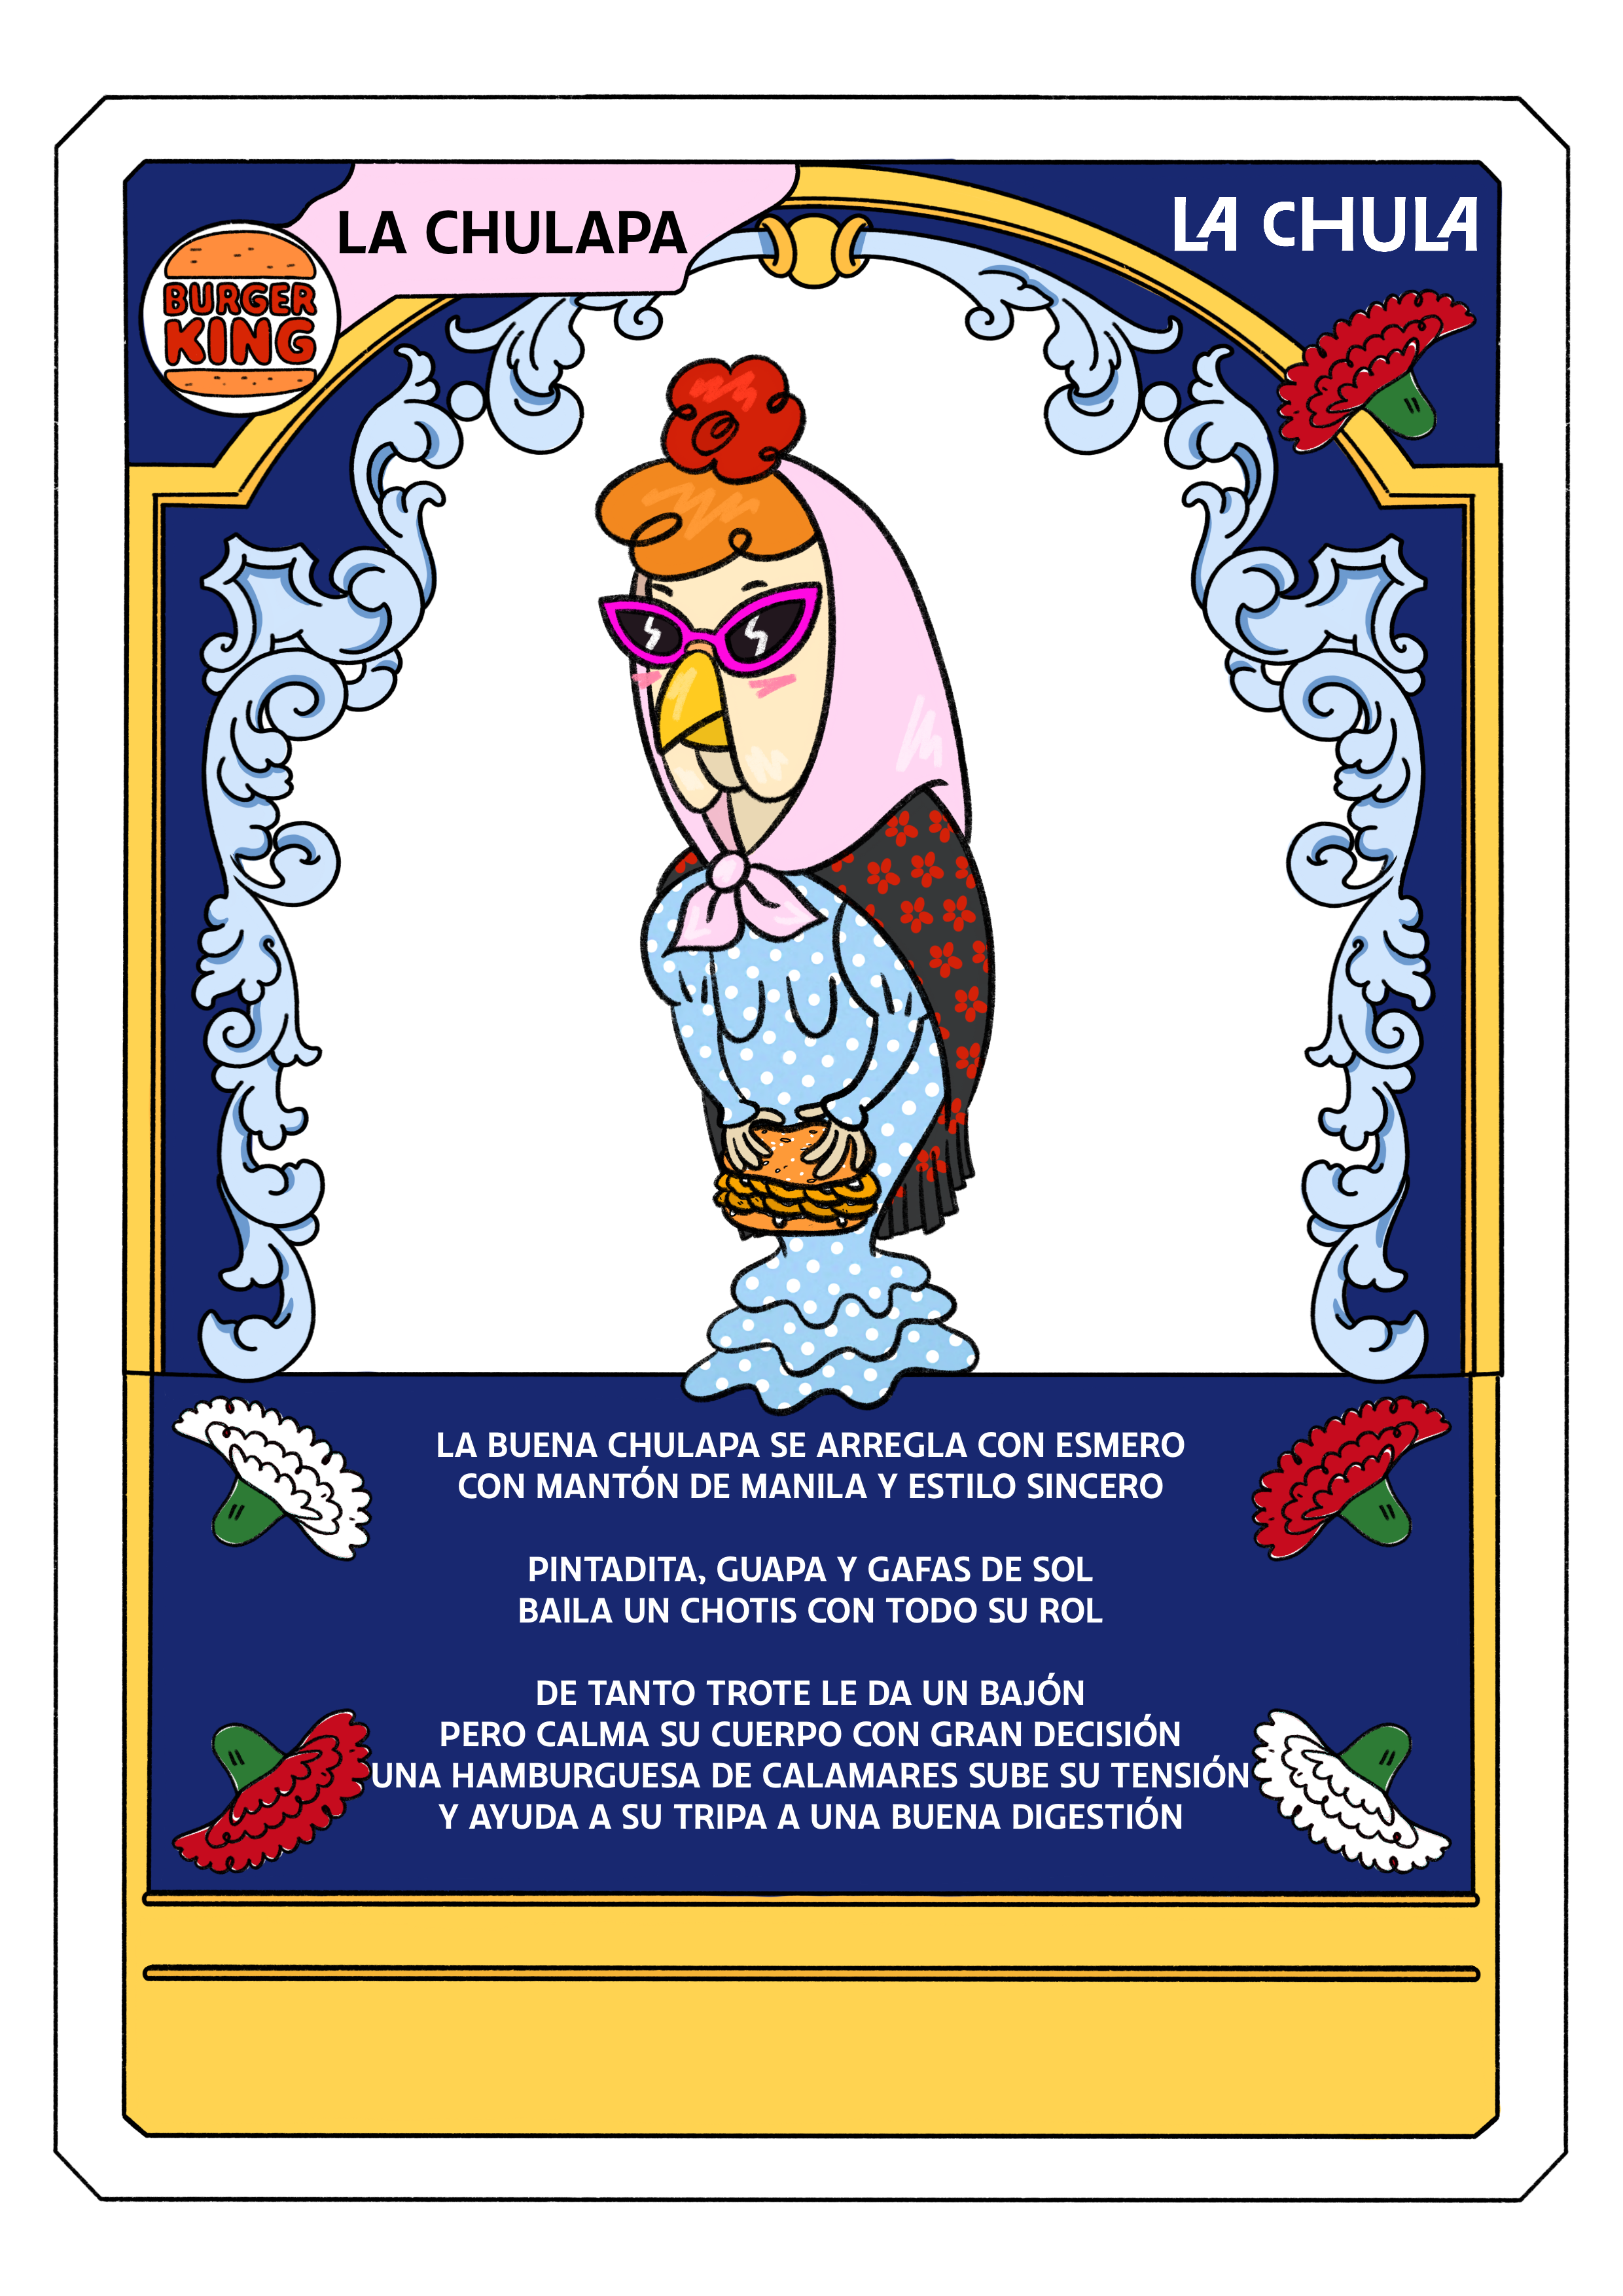 LA CHULAPA
LA CHULA
BURGER
KING
LA BUENA CHULAPA SE ARREGLA CON ESMERO
CON MANTÓN DE MANILA Y ESTILO SINCERO
PINTADITA, GUAPA Y GAFAS DE SOL
BAILA UN CHOTIS CON TODO SU ROL
DE TANTO TROTE LE DA UN BAJÓN
PERO CALMA SU CUERPO CON GRAN DECISIÓN
UNA HAMBURGUESA DE CALAMARES SUBE SU TENSIÓN
Y AYUDA A SU TRIPA A UNA BUENA DIGESTIÓN